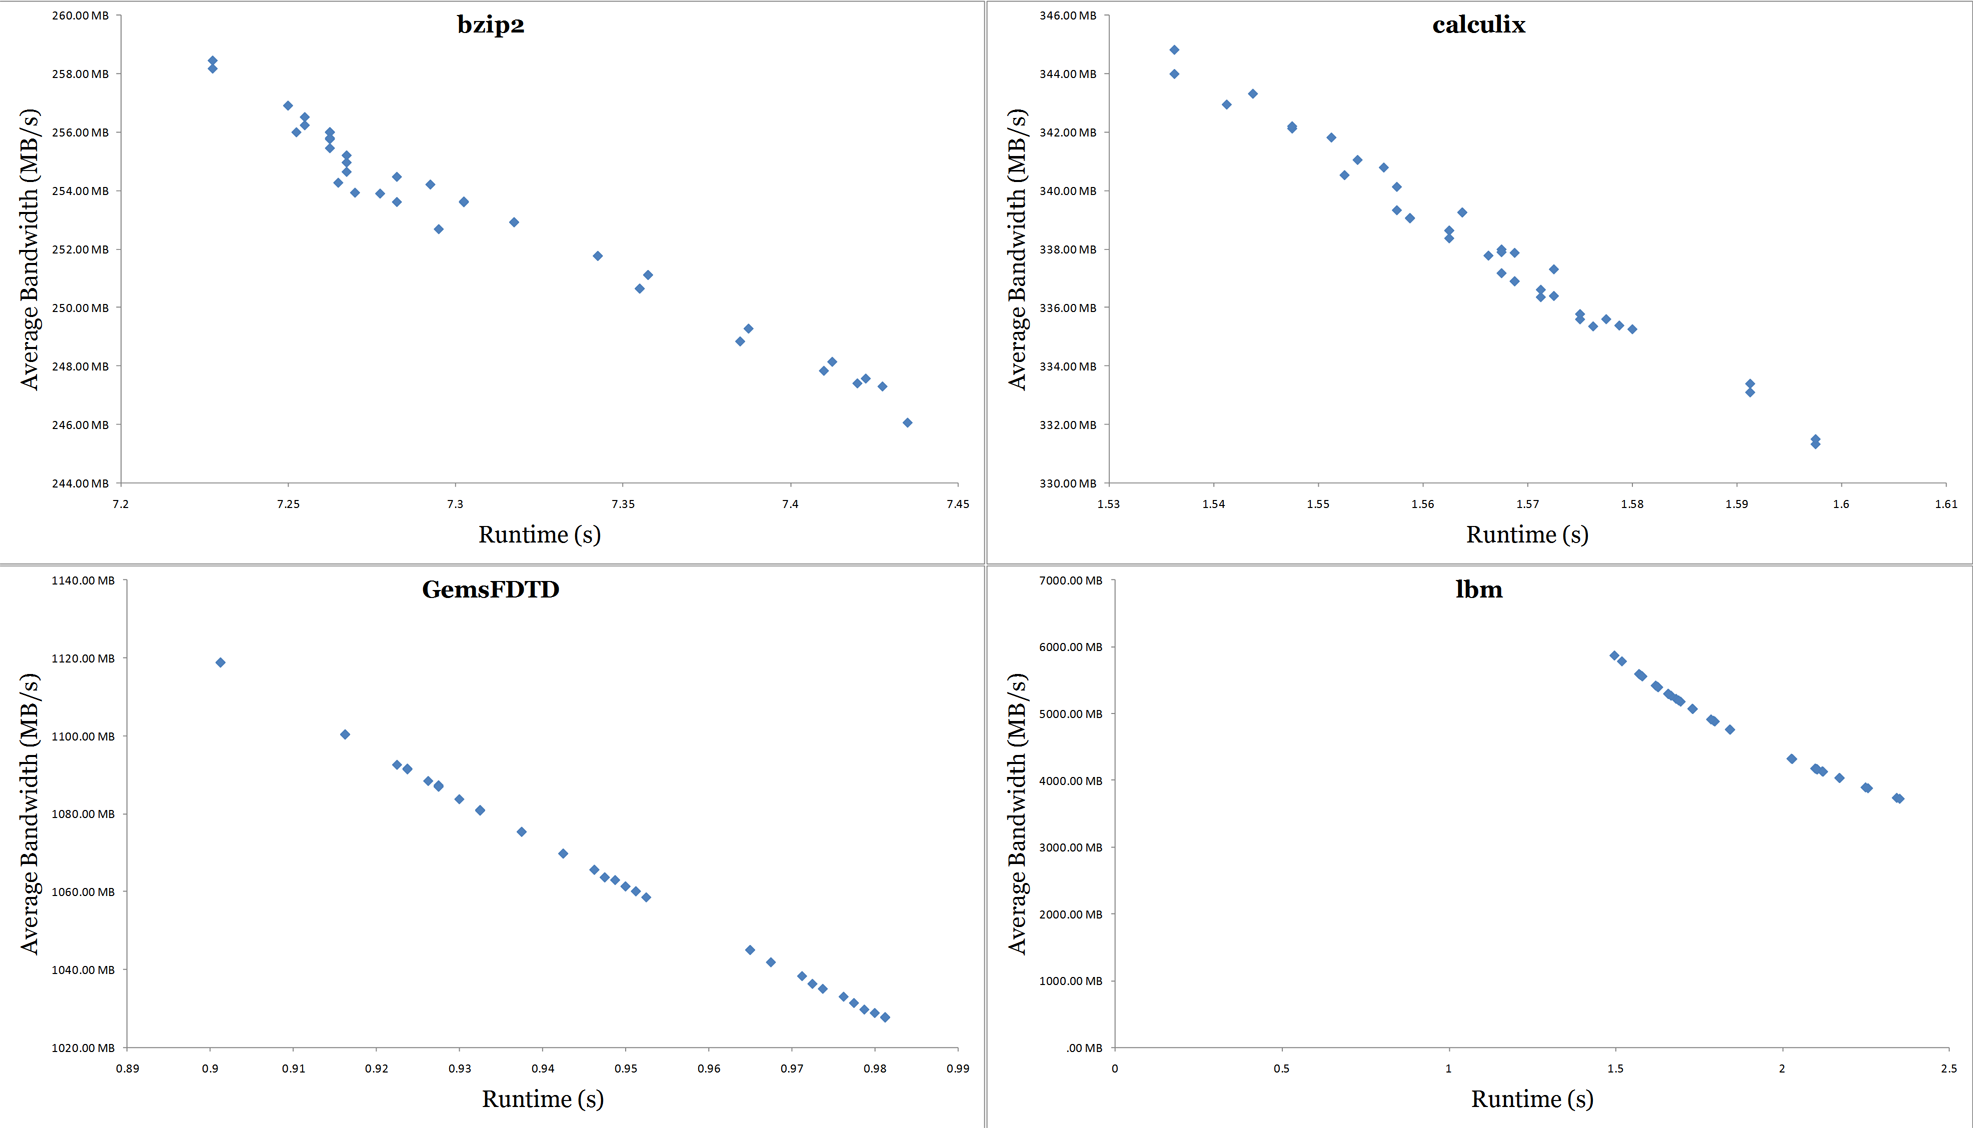 bzip2
260.00 MB
258.00 MB
256.00 MB
254.00 MB
252.00 MB
250.00 MB
248.00 MB
246.00 MB
244.00 MB
Average Bandwidth (MB/s)
7.2 7.25 7.3 7.35 7.4 7.45
Runtime (s)
calculix
346.00 MB
344.00 MB
342.00 MB
340.00 MB
338.00 MB
336.00 MB
334.00 MB
332.00 MB
330.00 MB
Average Bandwidth (MB/s)
1.53 1.54 1.55 1.56 1.57 1.58 1.59 1.6 1.61
Runtime (s)
GemsFDTD
1140.00 MB
1120.00 MB
1100.00 MB
1080.00 MB
1060.00 MB
1040.00 MB
1020.00 MB
Average Bandwidth (MB/s)
0.89 0.9 0.91 0.92 0.93 0.94 0.95 0.96 0.97 0.98 0.99
Runtime (s)
lbm
7000.00 MB
6000.00 MB
5000.00 MB
4000.00 MB
3000.00 MB
2000.00 MB
1000.00 MB
.00 MB
Average Bandwidth (MB/s)
0 0.5 1 1.5 2 2.5
Runtime (s)